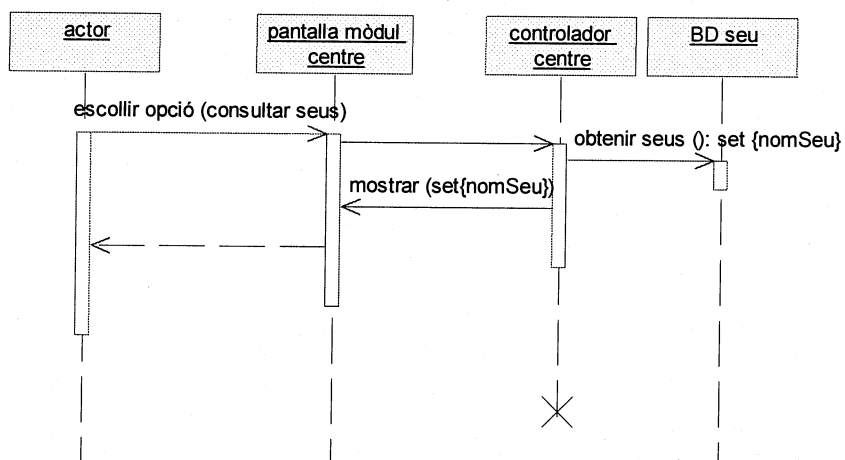 actor
pantalla mòdul
centre
controlador
centre
BD seu
escollir opció (consultar seus)
obtenir seus (): set {nomSeu}
mostrar (set{nomSeu})